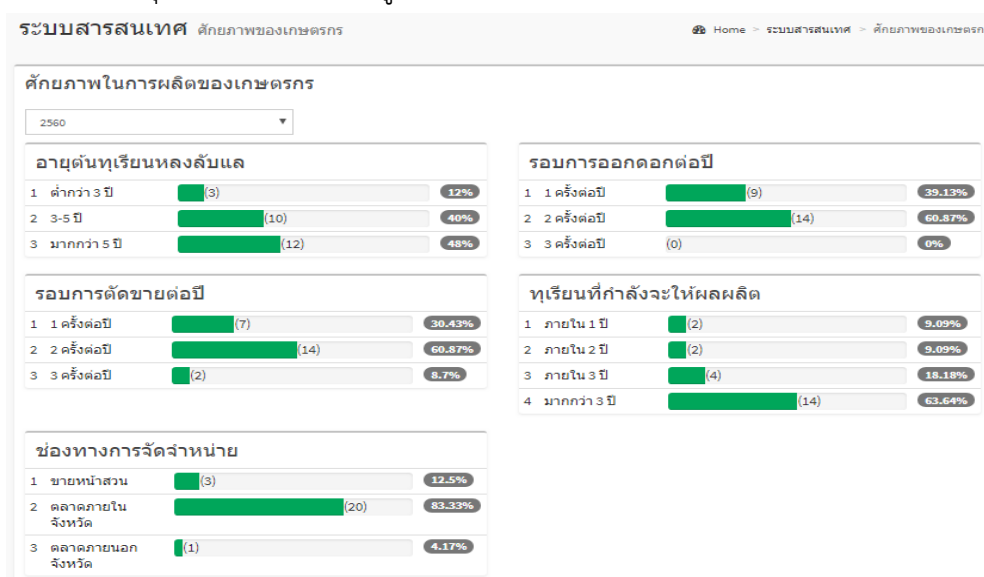 ระบบสารสนเทศ ศักยภาพของเกษตรกร
Home > ระบบสารสนเทศ > ศักยภาพของเกษตรก
ศักยภาพในการผลิตของเกษตรกร
2560
อายุต้นทุเรียนหลงลับแล
1 ต่ำกว่า 3 ปี (3) 12%
2 3-5 ปี (10) 40%
3 มากกว่า 5 ปี (12) 48%
รอบการออกดอกต่อปี
1 1 ครั้งต่อปี (9) 39.13%
2 2 ครั้งต่อปี (14) 60.87%
3 3 ครั้งต่อปี (0) 0%
รอบการตัดขายต่อปี
1 1 ครั้งต่อปี (7) 30.43%
2 2 ครั้งต่อปี (14) 60.87%
3 3 ครั้งต่อปี (2) 8.7%
ทุเรียนที่กำลังจะให้ผลผลิต
1 ภายใน 1 ปี (2) 9.09%
2 ภายใน 2 ปี (2) 9.09%
3 ภายใน 3 ปี (4) 18.18%
4 มากกว่า 3 ปี (14) 63.64%
ช่องทางการจัดจำหน่าย
1 ขายหน้าสวน (3) 12.5%
2 ตลาดภายใน (20) 83.33%
จังหวัด
3 ตลาดภายนอก (1) 4.17%
จังหวัด